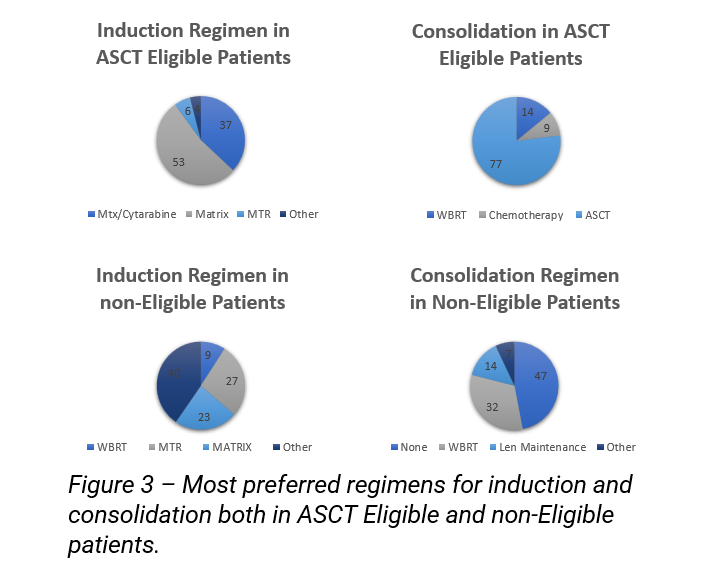 Induction Regimen in
ASCT Eligible Patients
37
53
6
Mtx/Cytarabine Matrix MTR Other
Consolidation in ASCT
Eligible Patients
14
9
77
WBRT Chemotherapy ASCT
Induction Regimen in
non-Eligible Patients
9
27
23
WBRT MTR MATRIX Other
Consolidation Regimen
in Non-Eligible Patients
47
32
14
7
None WBRT Len Maintenance Other
Figure 3 – Most preferred regimens for induction and
consolidation both in ASCT Eligible and non-Eligible
patients.